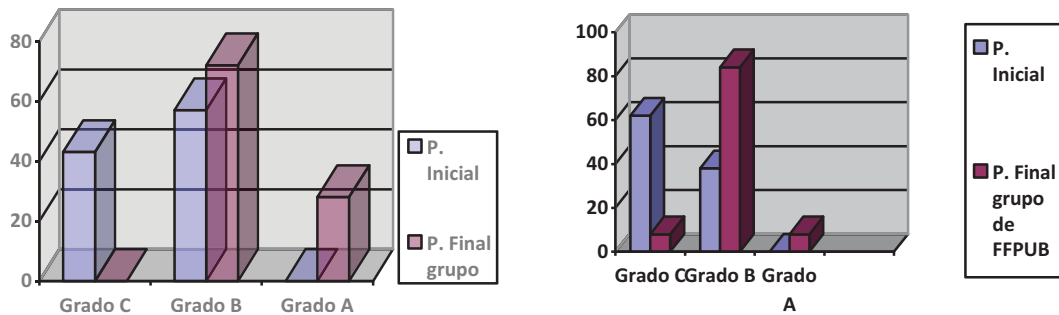 80
60
40
20
0
Grado C Grado B Grado A
P.
Inicial
P. Final
grupo
100
80
60
40
20
0
Grado C Grado B Grado
A
P.
Inicial
P. Final
grupo
de
FFPUB